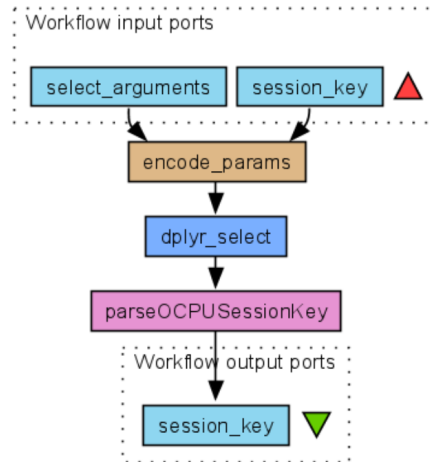 Workflow input ports
select_arguments session_key
encode_params
dplyr_select
parseOCPUSessionKey
Workflow output ports
session_key